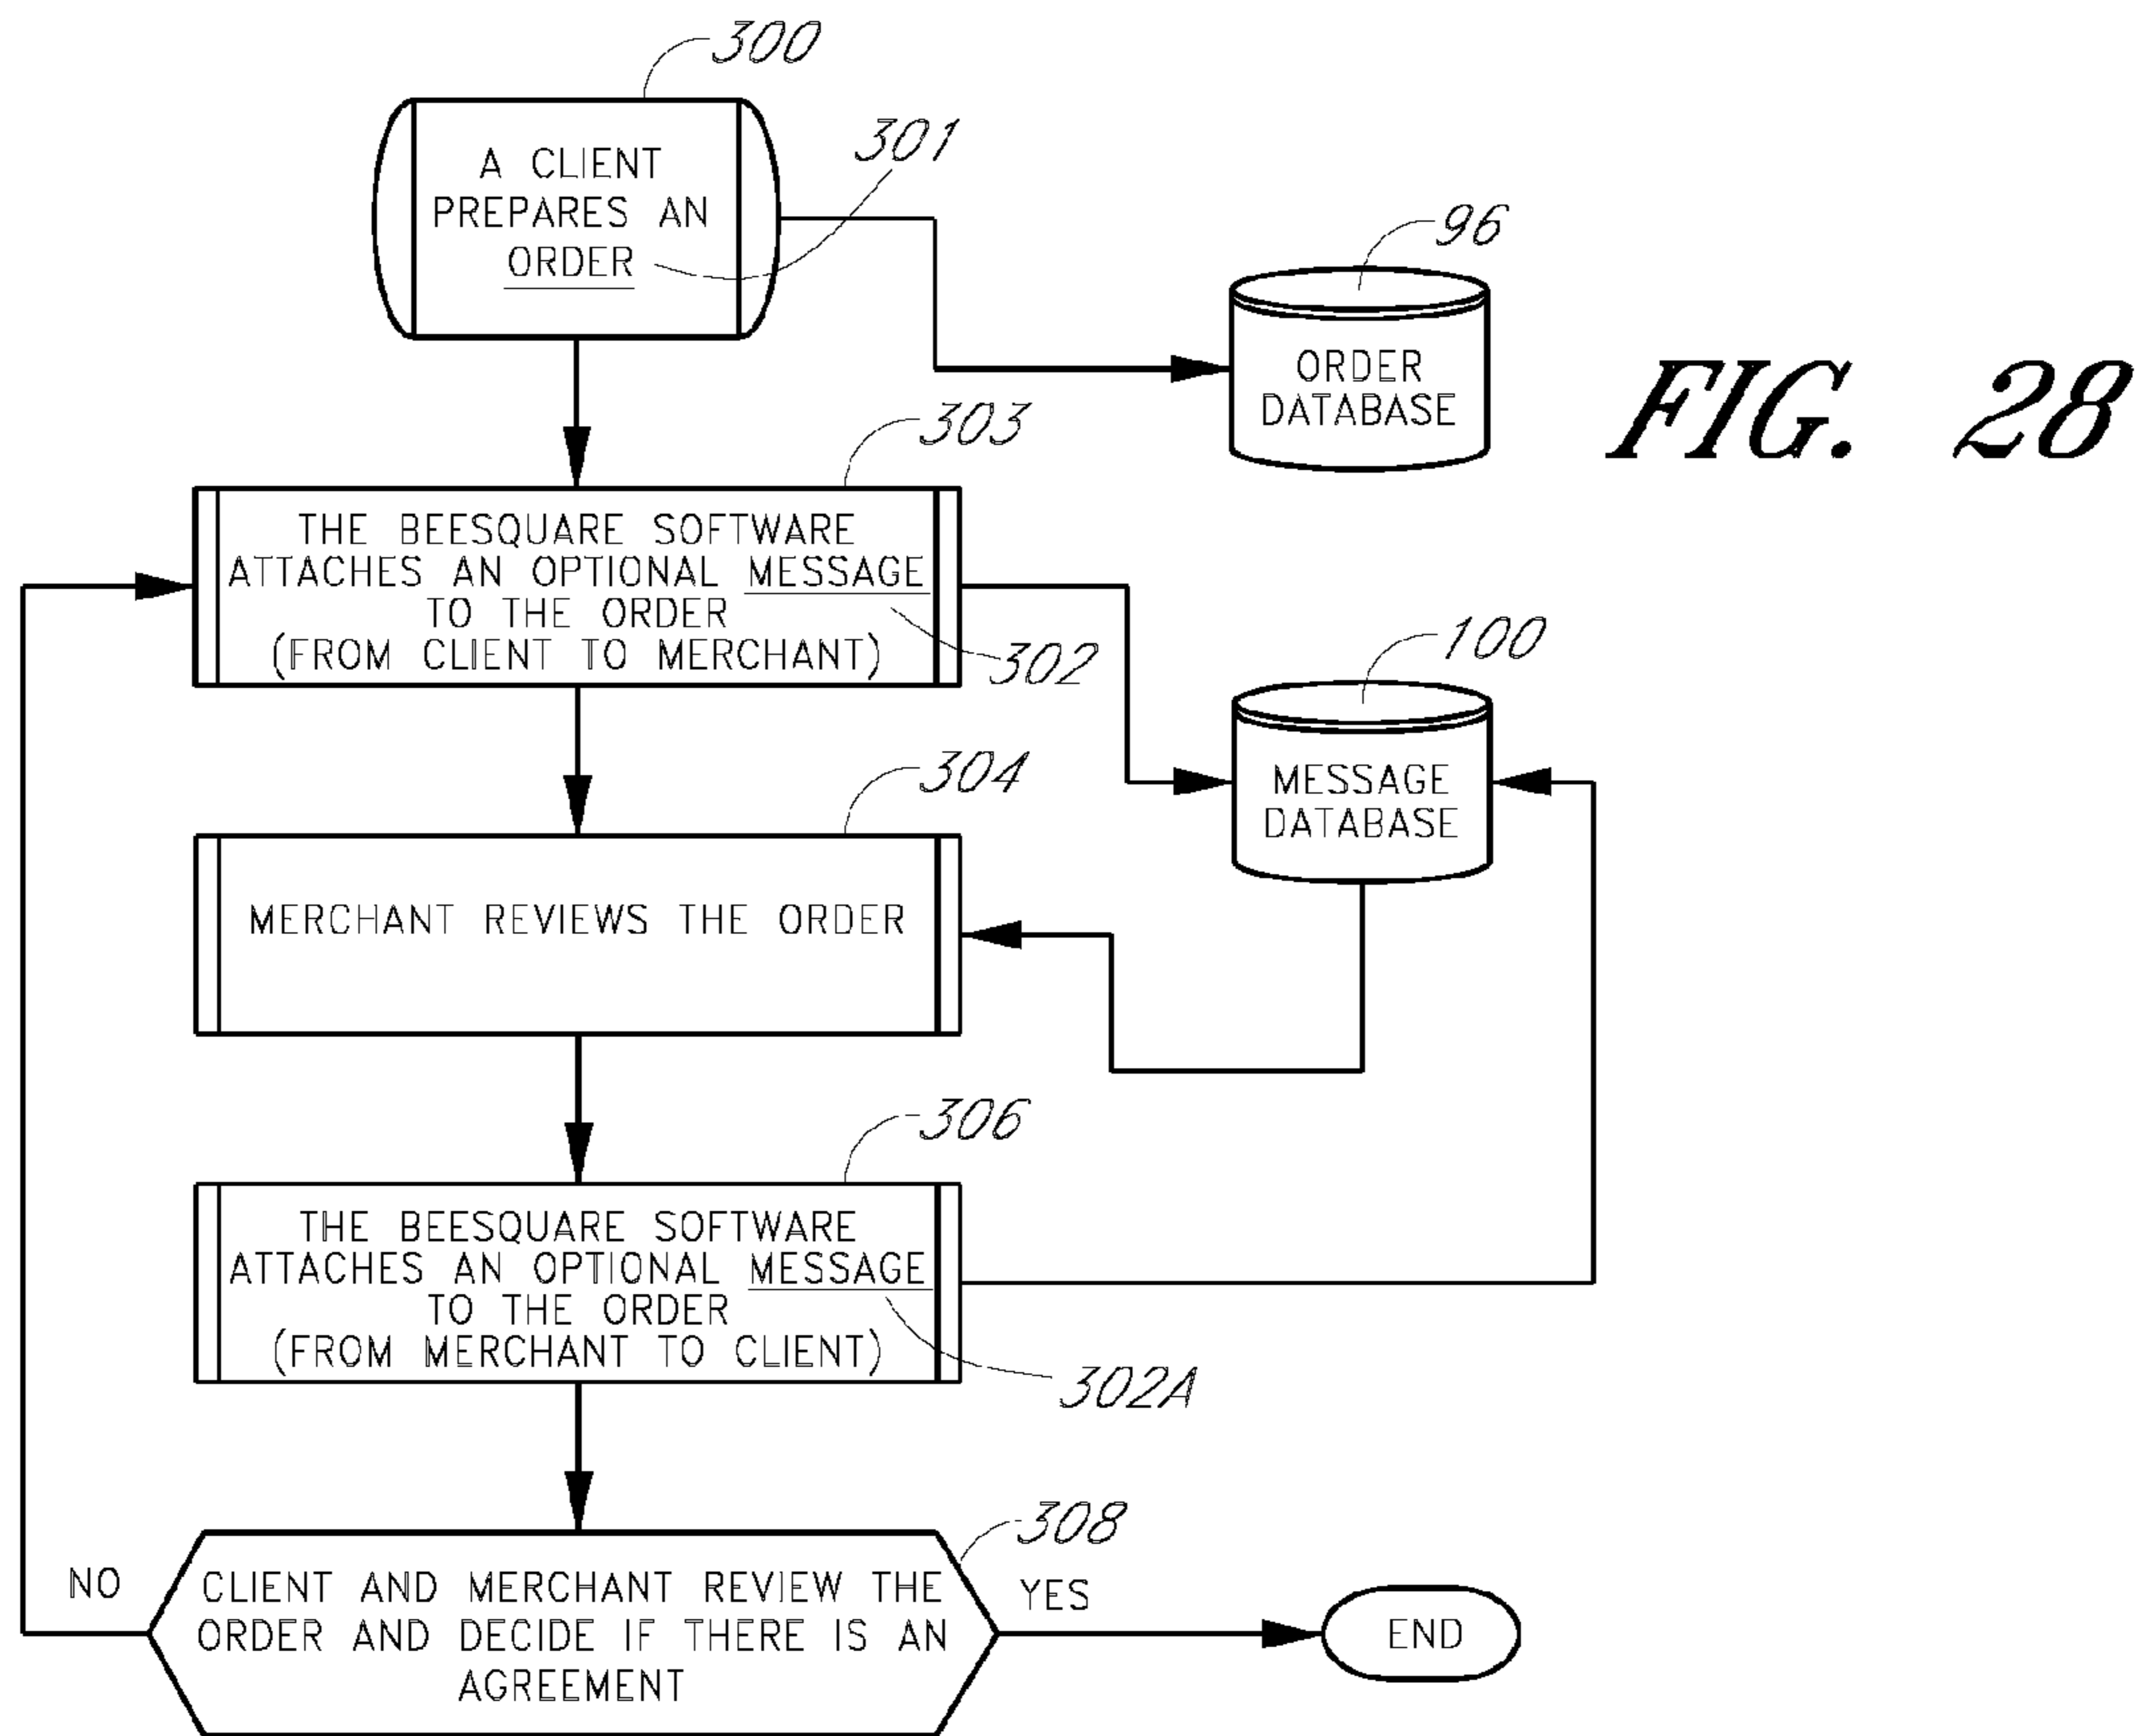 300
A CLIENT
PREPARES AN
ORDER
301
96
ORDER
DATABASE
FIG. 28
303
THE BEESQUARE SOFTWARE
ATTACHES AN OPTIONAL MESSAGE
TO THE ORDER
(FROM CLIENT TO MERCHANT)
302
100
MESSAGE
DATABASE
304
MERCHANT REVIEWS THE ORDER
306
THE BEESQUARE SOFTWARE
ATTACHES AN OPTIONAL MESSAGE
TO THE ORDER
(FROM MERCHANT TO CLIENT)
302A
308
NO
CLIENT AND MERCHANT REVIEW THE
ORDER AND DECIDE IF THERE IS AN
AGREEMENT
YES
END